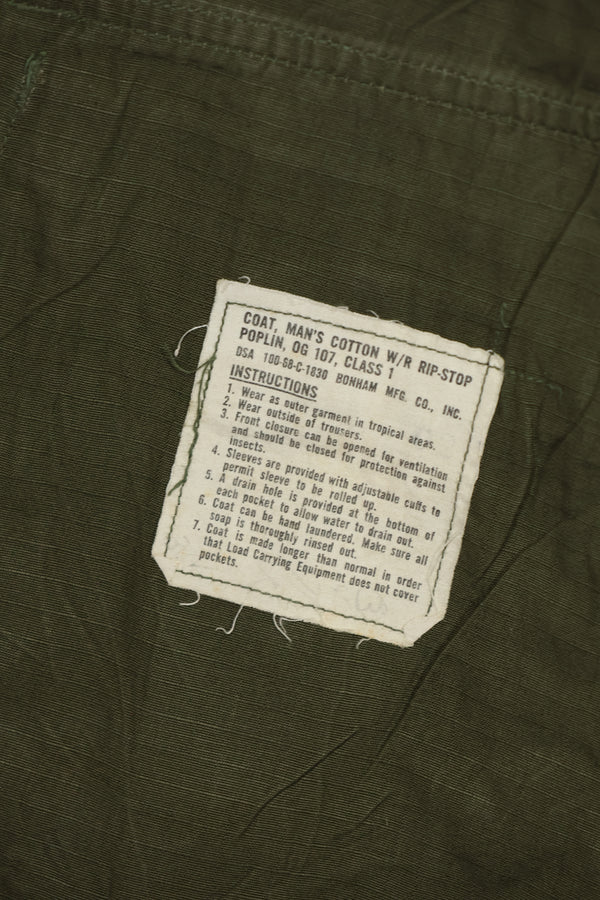 COAT, MAN'S COTTON W/R RIP-STOP
POPLIN, OG 107, CLASS 1
DSA 100-68-C-1830 BONHAM MFG. CO., INC.
INSTRUCTIONS
1. Wear as outer garment in tropical areas.
2. Wear outside of trousers.
3. Front closure can be opened for ventilation
and should be closed for protection against
insects.
4. Sleeves are provided with adjustable cuffs to
permit sleeve to be rolled up.
5. A drain hole is provided at the bottom of
each pocket to allow water to drain out.
6. Coat can be hand laundered. Make sure all
soap is thoroughly rinsed out.
7. Coat is made longer than normal in order
that Load Carrying Equipment does not cover
pockets.